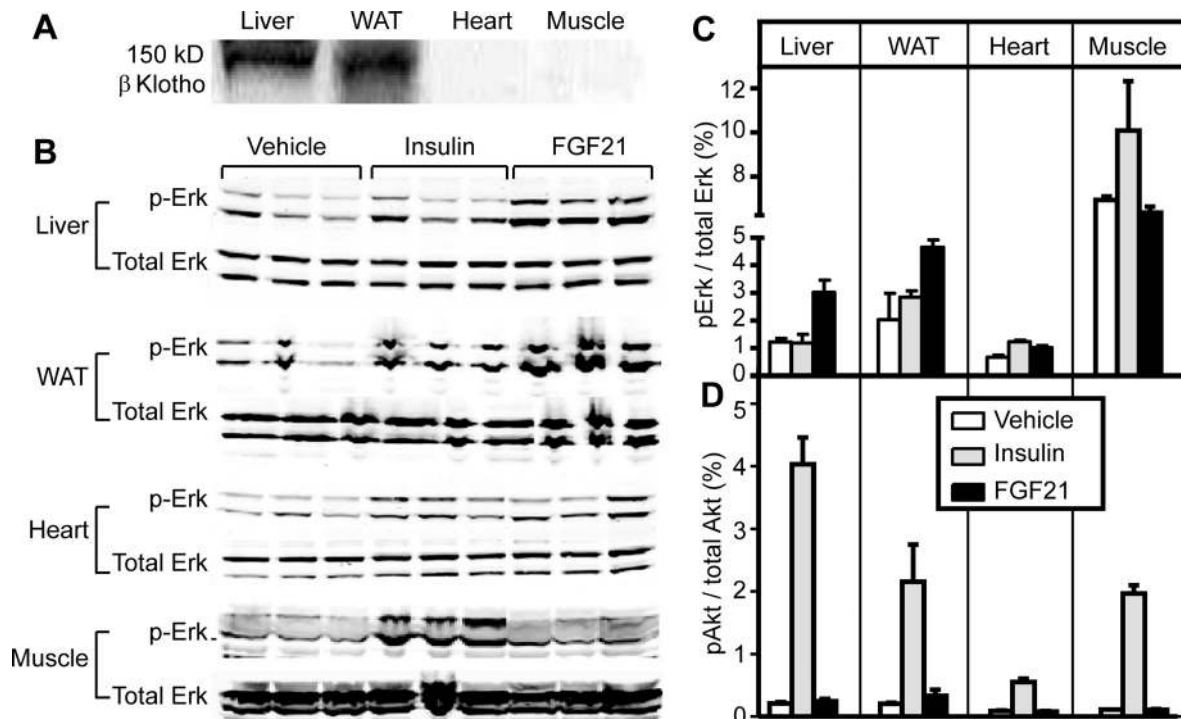 A
Liver WAT Heart Muscle
150 kD
β Klotho
B
Vehicle Insulin FGF21
Liver
p-Erk
Total Erk
WAT
p-Erk
Total Erk
Heart
p-Erk
Total Erk
Muscle
p-Erk
Total Erk
C
Liver WAT Heart Muscle
pErk / total Erk (%)
12
10
8
6
5
4
3
2
1
0
D
pAkt / total Akt (%)
5
4
2
1
0
Vehicle
Insulin
FGF21